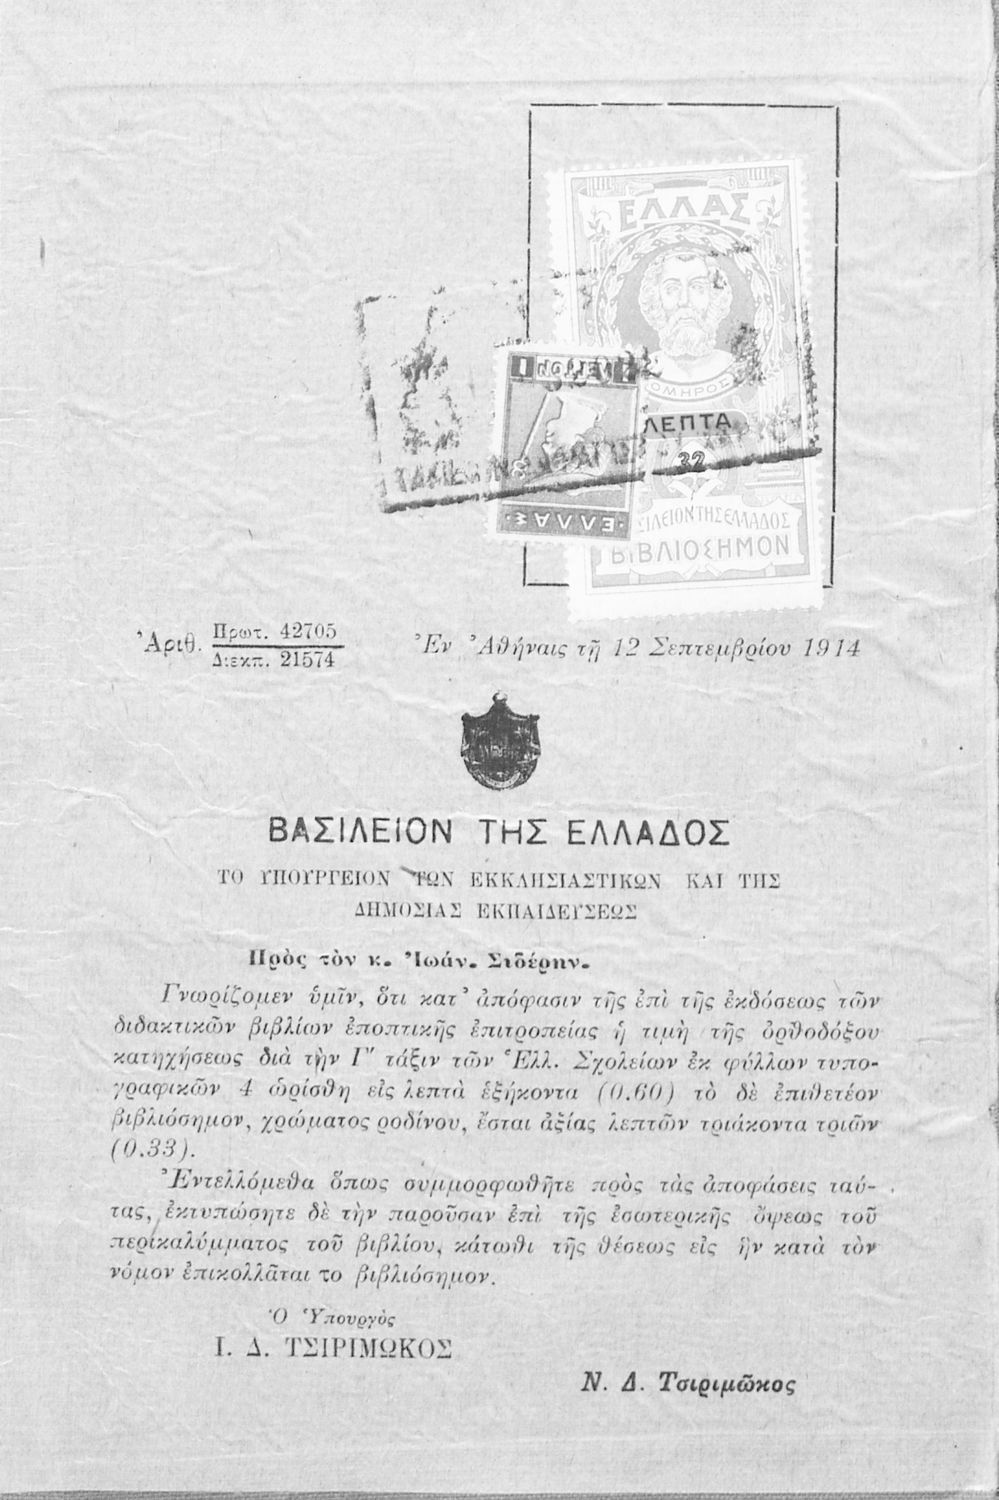 ΕΛΛΑΣ
ΟΜΗΡΟΣ
1 ΛΕΠΤΟΝ 1
ΛΕΠΤΑ
32
ΕΛΛΑΣ
ΒΑΣΙΛΕΙΟΝ ΤΗΣ ΕΛΛΑΔΟΣ
ΒΙΒΛΙΟΣΗΜΟΝ
Ἀριθ. Πρωτ. 42705
Διεκπ. 21574
Ἐν Ἀθήναις τῇ 12 Σεπτεμβρίου 1914
ΒΑΣΙΛΕΙΟΝ ΤΗΣ ΕΛΛΑΔΟΣ
ΤΟ ΥΠΟΥΡΓΕΙΟΝ ΤΩΝ ΕΚΚΛΗΣΙΑΣΤΙΚΩΝ ΚΑΙ ΤΗΣ
ΔΗΜΟΣΙΑΣ ΕΚΠΑΙΔΕΥΣΕΩΣ
Πρὸς τὸν κ. Ἰωάν. Σιδέρην.
Γνωρίζομεν ὑμῖν, ὅτι κατ' ἀπόφασιν τῆς ἐπὶ τῆς ἐκδόσεως τῶν
διδακτικῶν βιβλίων ἐποπτικῆς ἐπιτροπείας ἡ τιμὴ τῆς ὀρθοδόξου
κατηχήσεως διὰ τὴν Γ' τάξιν τῶν Ἑλλ. Σχολείων ἐκ φύλλων τυπο-
γραφικῶν 4 ὡρίσθη εἰς λεπτὰ ἑξήκοντα (0.60) τὸ δὲ ἐπιθετέον
βιβλιόσημον, χρώματος ροδίνου, ἔσται ἀξίας λεπτῶν τριάκοντα τριῶν
(0.33).
Ἐντελλόμεθα ὅπως συμμορφωθῆτε πρὸς τὰς ἀποφάσεις ταύ-
τας, ἐκτυπώσητε δὲ τὴν παροῦσαν ἐπὶ τῆς ἐσωτερικῆς ὄψεως τοῦ
περικαλύμματος τοῦ βιβλίου, κάτωθι τῆς θέσεως εἰς ἣν κατὰ τὸν
νόμον ἐπικολλᾶται το βιβλιόσημον.
Ὁ Ὑπουργὸς
Ι. Δ. ΤΣΙΡΙΜΩΚΟΣ
Ν. Δ. Τσιριμῶκος